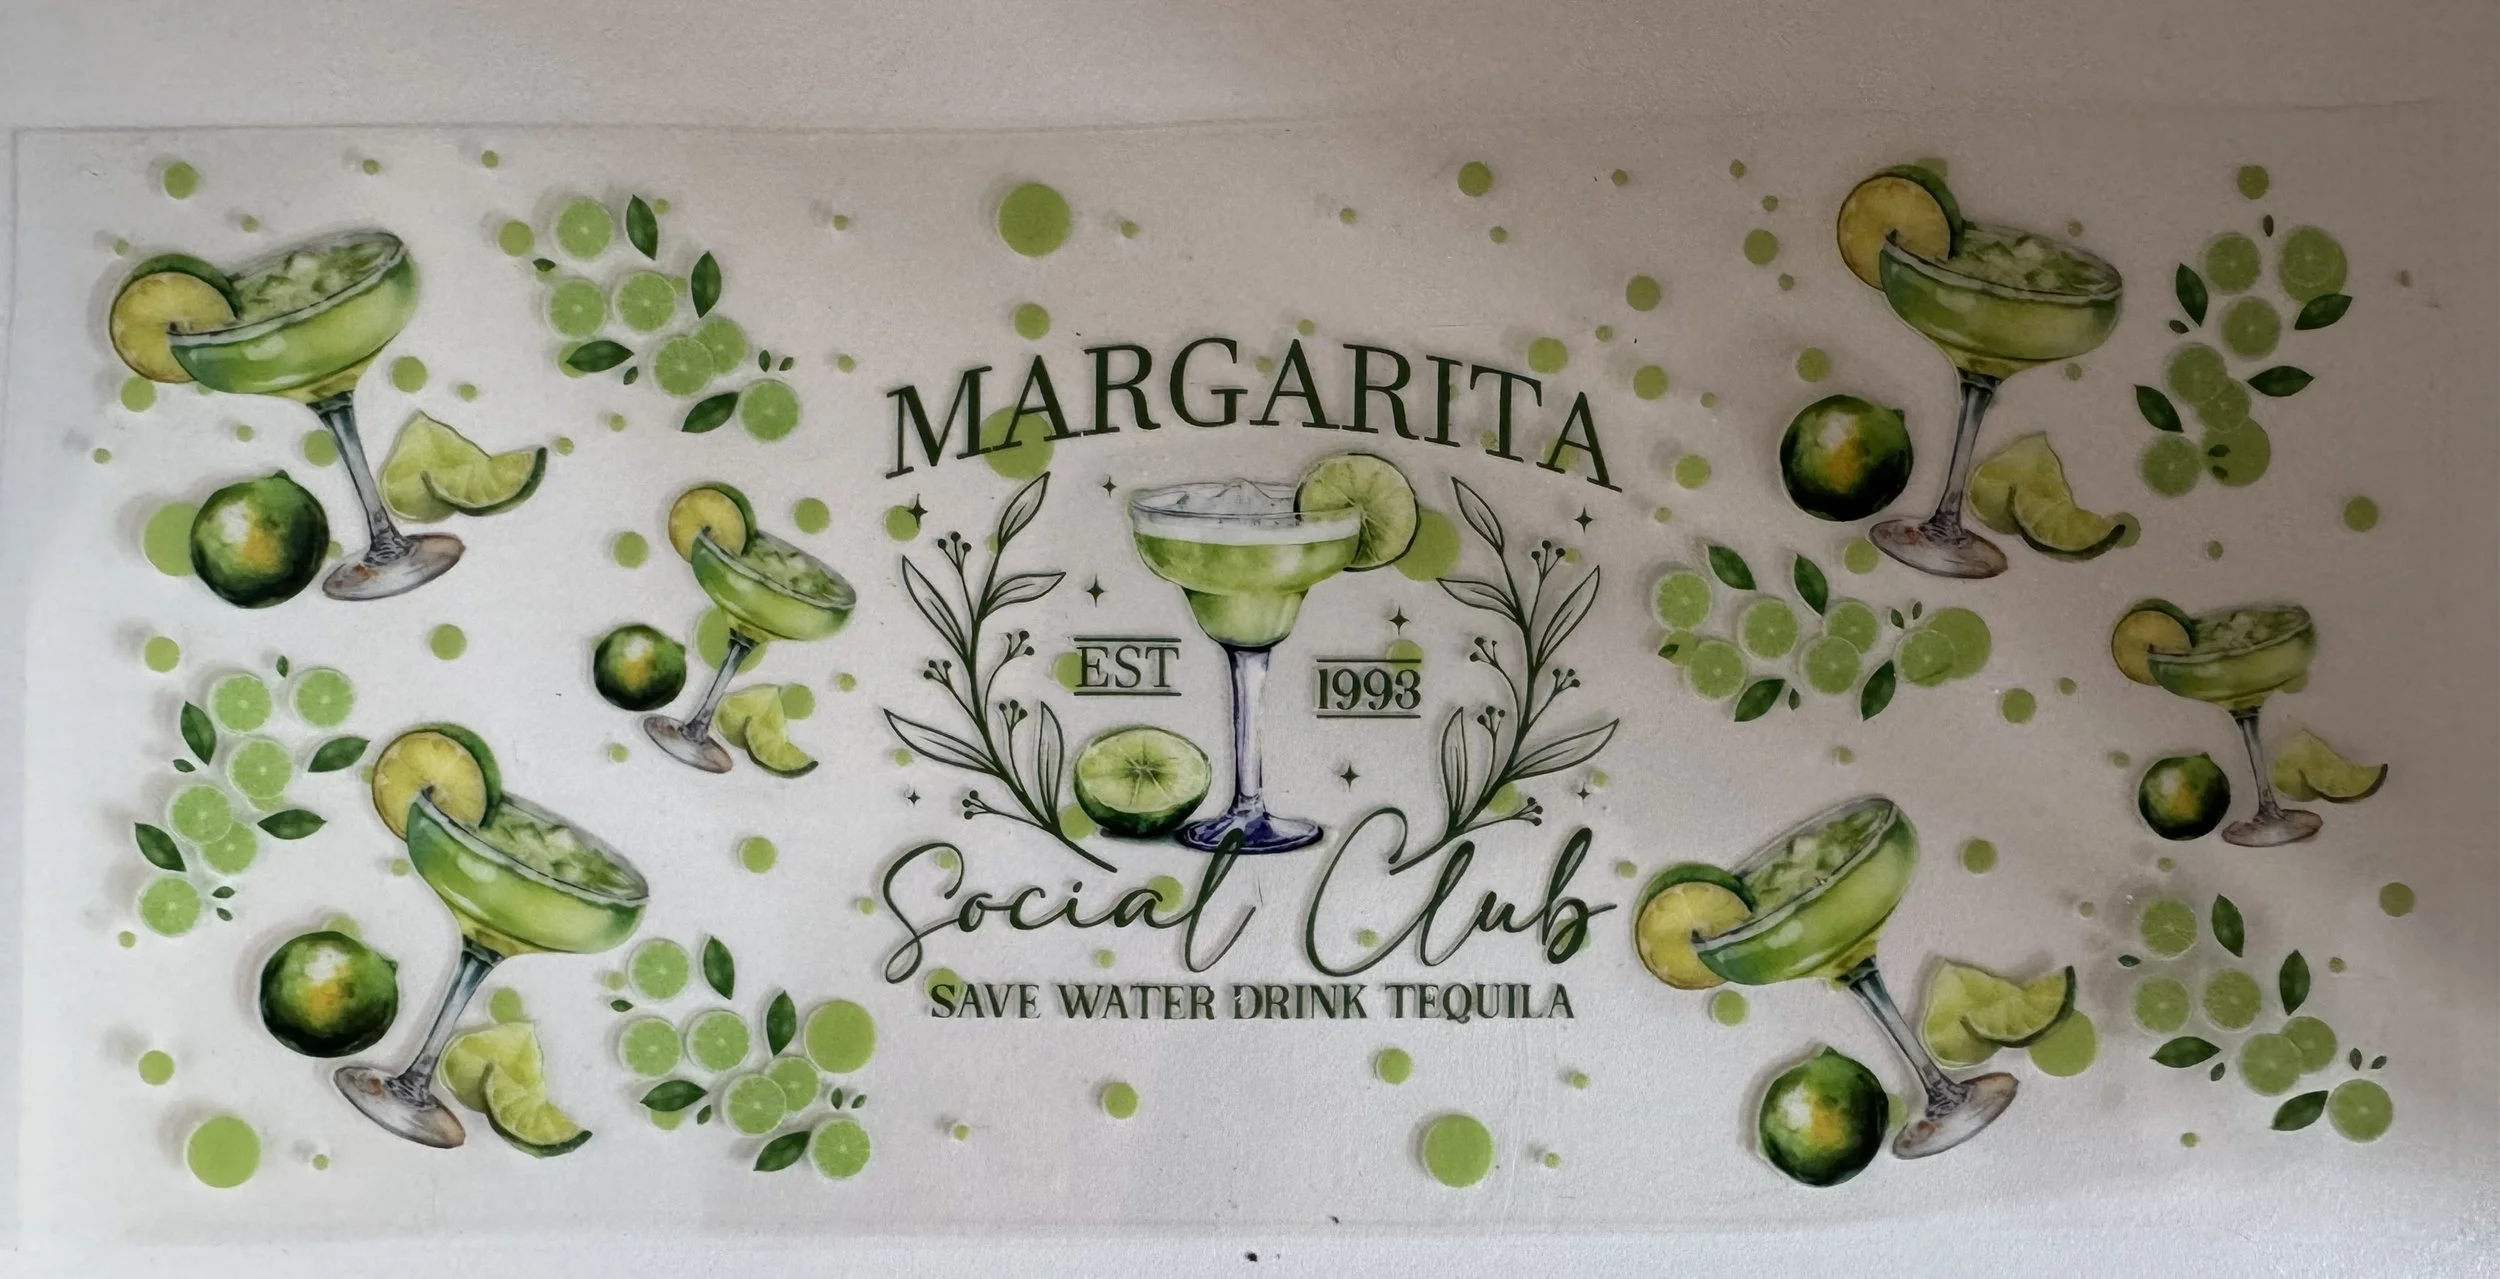 MARGARITA
EST 1993
Social Club
SAVE WATER DRINK TEQUILA